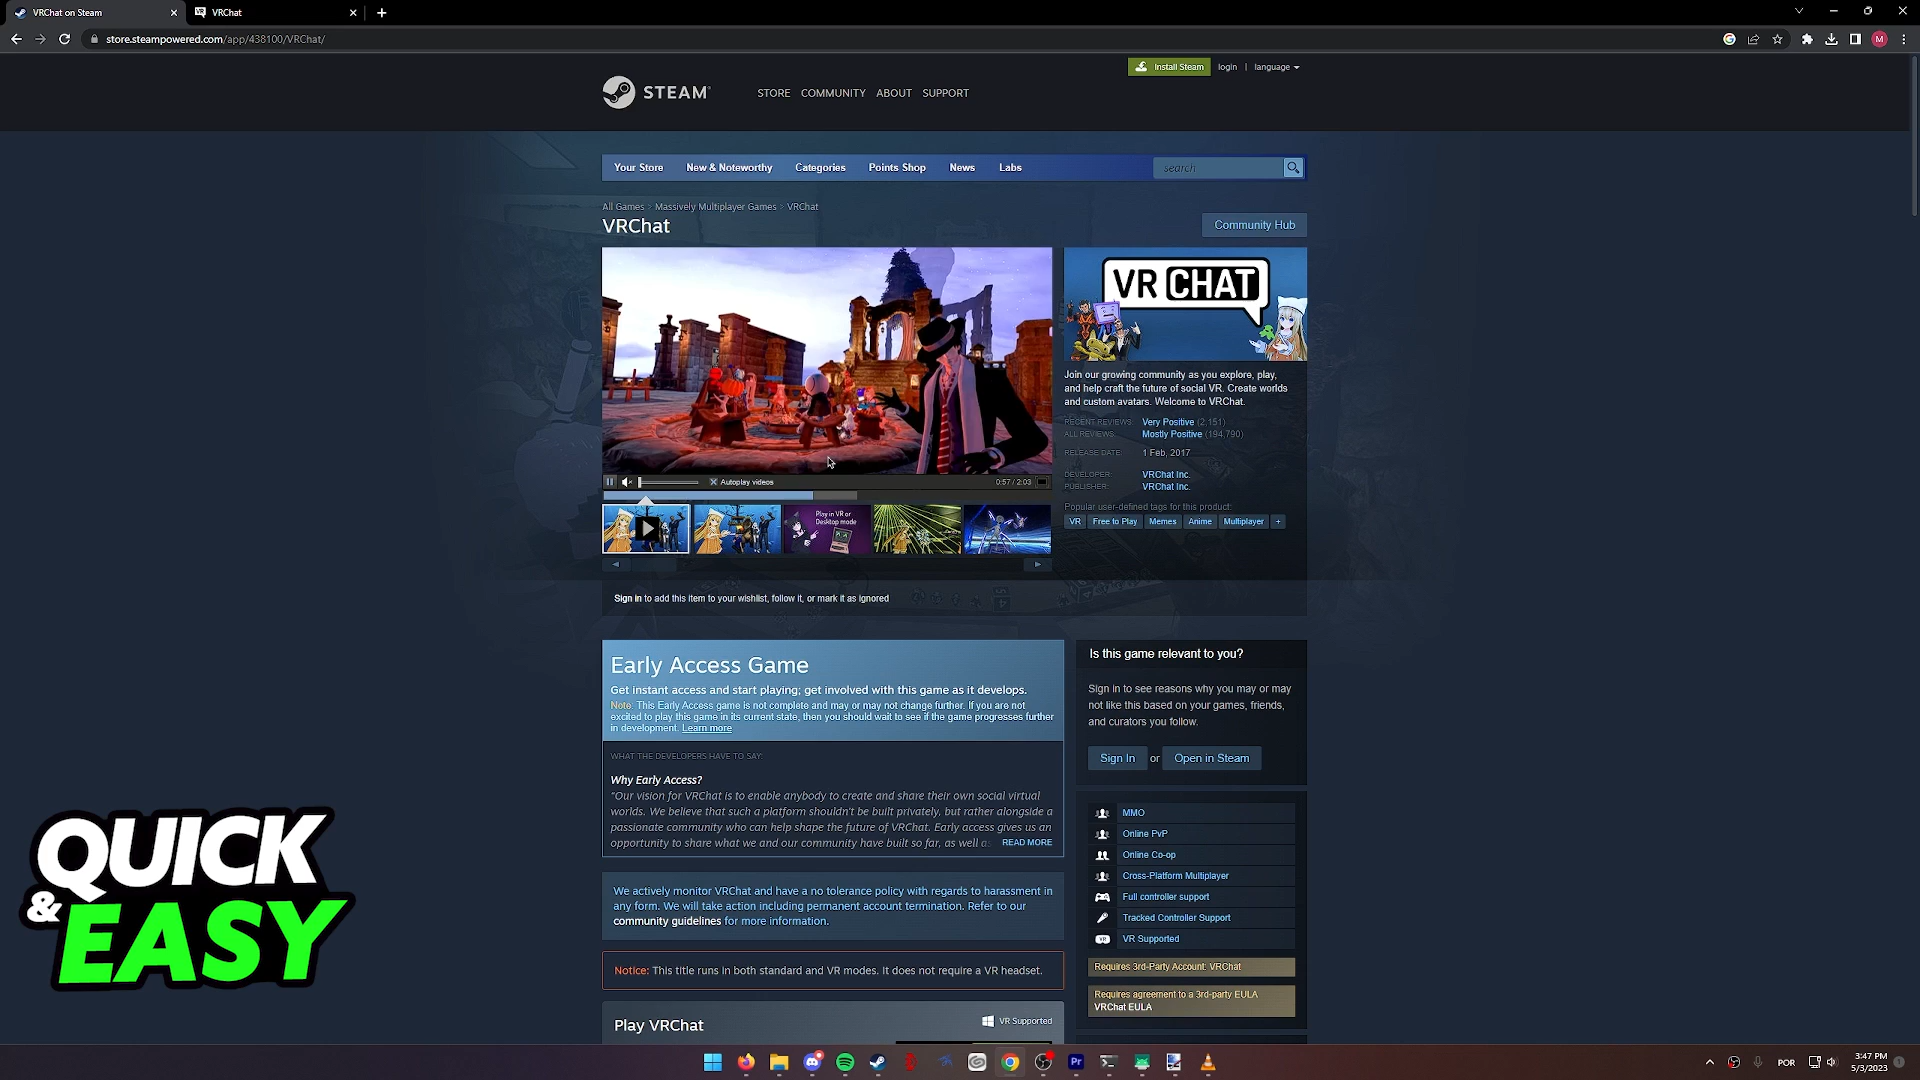 VRChat on Steam
VRChat
store.steampowered.com/app/438100/VRChat/
M
Install Steam
login | language
STEAM
STORE COMMUNITY ABOUT SUPPORT
Your Store New & Noteworthy Categories Points Shop News Labs
search
All Games > Massively Multiplayer Games > VRChat
VRChat
Community Hub
VR CHAT
Join our growing community as you explore, play,
and help craft the future of social VR. Create worlds
and custom avatars. Welcome to VRChat.
RECENT REVIEWS: Very Positive (2,151)
ALL REVIEWS: Mostly Positive (194,790)
RELEASE DATE: 1 Feb, 2017
DEVELOPER: VRChat Inc.
PUBLISHER: VRChat Inc.
Popular user-defined tags for this product:
VR Free to Play Memes Anime Multiplayer +
Autoplay videos
0:57 / 2:03
Play in VR or
Desktop mode
Sign in to add this item to your wishlist, follow it, or mark it as ignored
Early Access Game
Get instant access and start playing; get involved with this game as it develops.
Note: This Early Access game is not complete and may or may not change further. If you are not
excited to play this game in its current state, then you should wait to see if the game progresses further
in development. Learn more
WHAT THE DEVELOPERS HAVE TO SAY:
Why Early Access?
"Our vision for VRChat is to enable anybody to create and share their own social virtual
worlds. We believe that such a platform shouldn't be built privately, but rather alongside a
passionate community who can help shape the future of VRChat. Early access gives us an
opportunity to share what we and our community have built so far, as well as
READ MORE
We actively monitor VRChat and have a no tolerance policy with regards to harassment in
any form. We will take action including permanent account termination. Refer to our
community guidelines for more information.
Notice: This title runs in both standard and VR modes. It does not require a VR headset.
Play VRChat
VR Supported
Is this game relevant to you?
Sign in to see reasons why you may or may
not like this based on your games, friends,
and curators you follow.
Sign In or Open in Steam
MMO
Online PvP
Online Co-op
Cross-Platform Multiplayer
Full controller support
Tracked Controller Support
VR Supported
Requires 3rd-Party Account: VRChat
Requires agreement to a 3rd-party EULA
VRChat EULA
QUICK
& EASY
Pr
POR
3:47 PM
5/3/2023